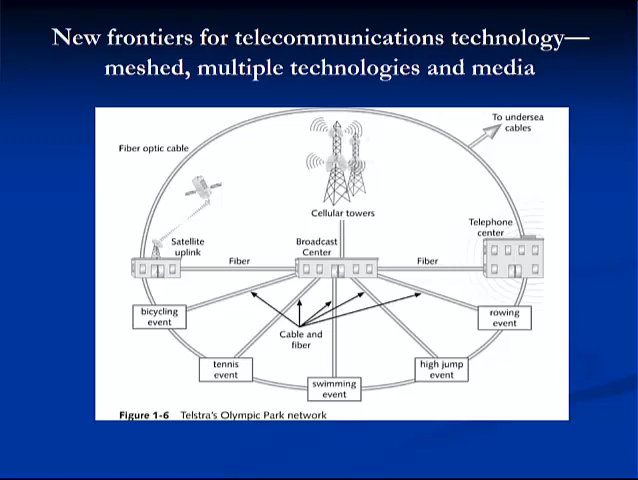 New frontiers for telecommunications technology—
meshed, multiple technologies and media
To undersea
cables
Fiber optic cable
Cellular towers
Telephone
center
Satellite
uplink
Broadcast
Center
Fiber
Fiber
bicycling
event
rowing
event
Cable and
fiber
tennis
event
high jump
event
swimming
event
Figure 1-6 Telstra's Olympic Park network